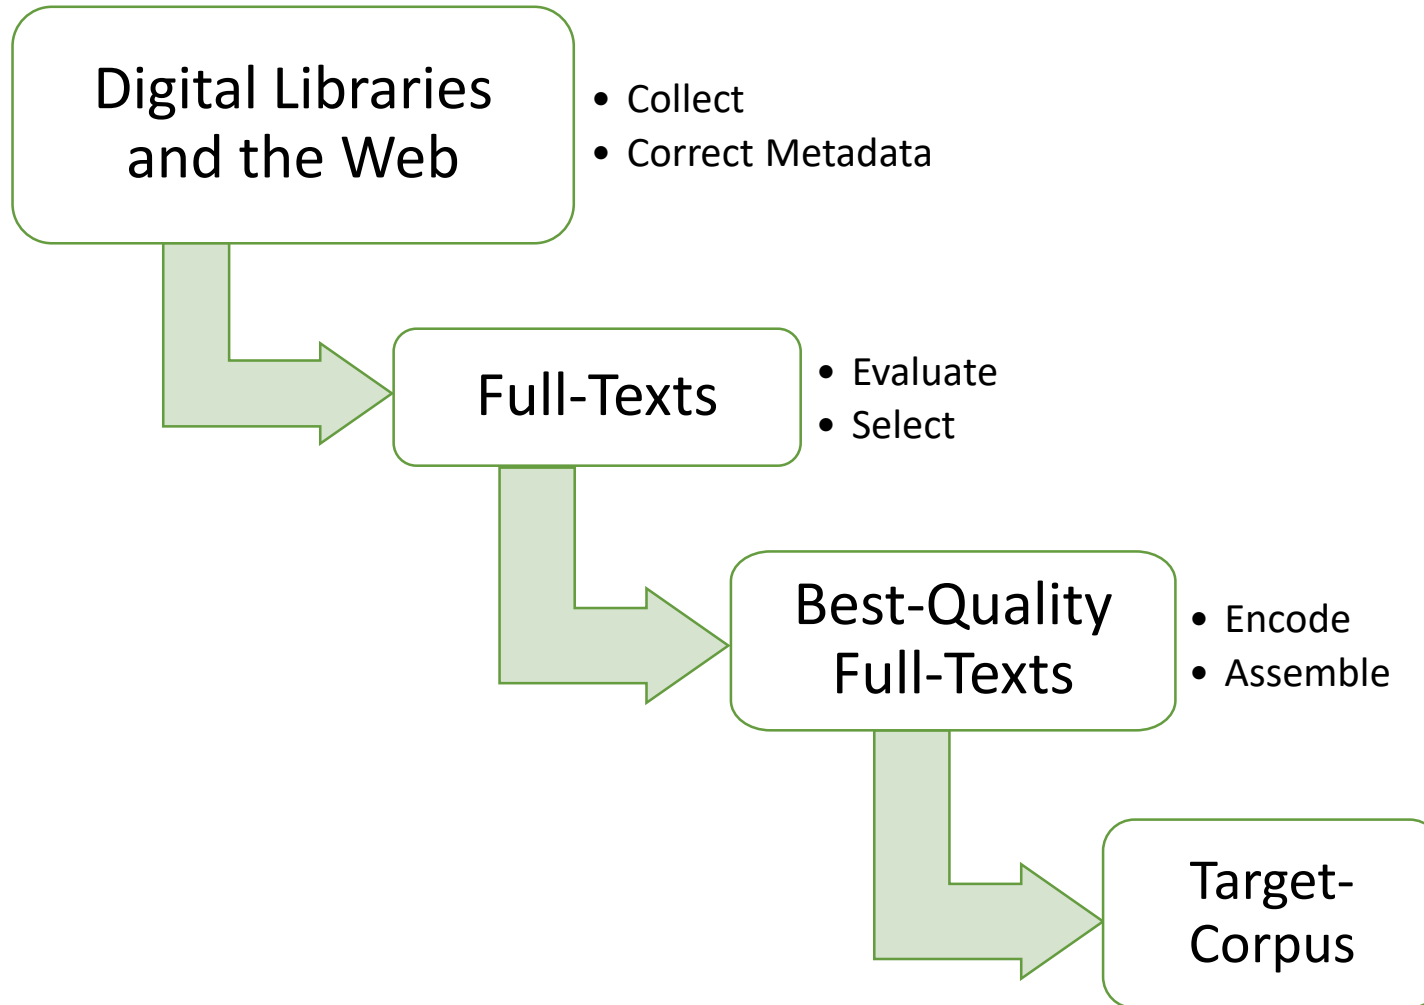 Digital Libraries
and the Web
• Collect
• Correct Metadata
Full-Texts
• Evaluate
• Select
Best-Quality
Full-Texts
• Encode
• Assemble
Target-
Corpus